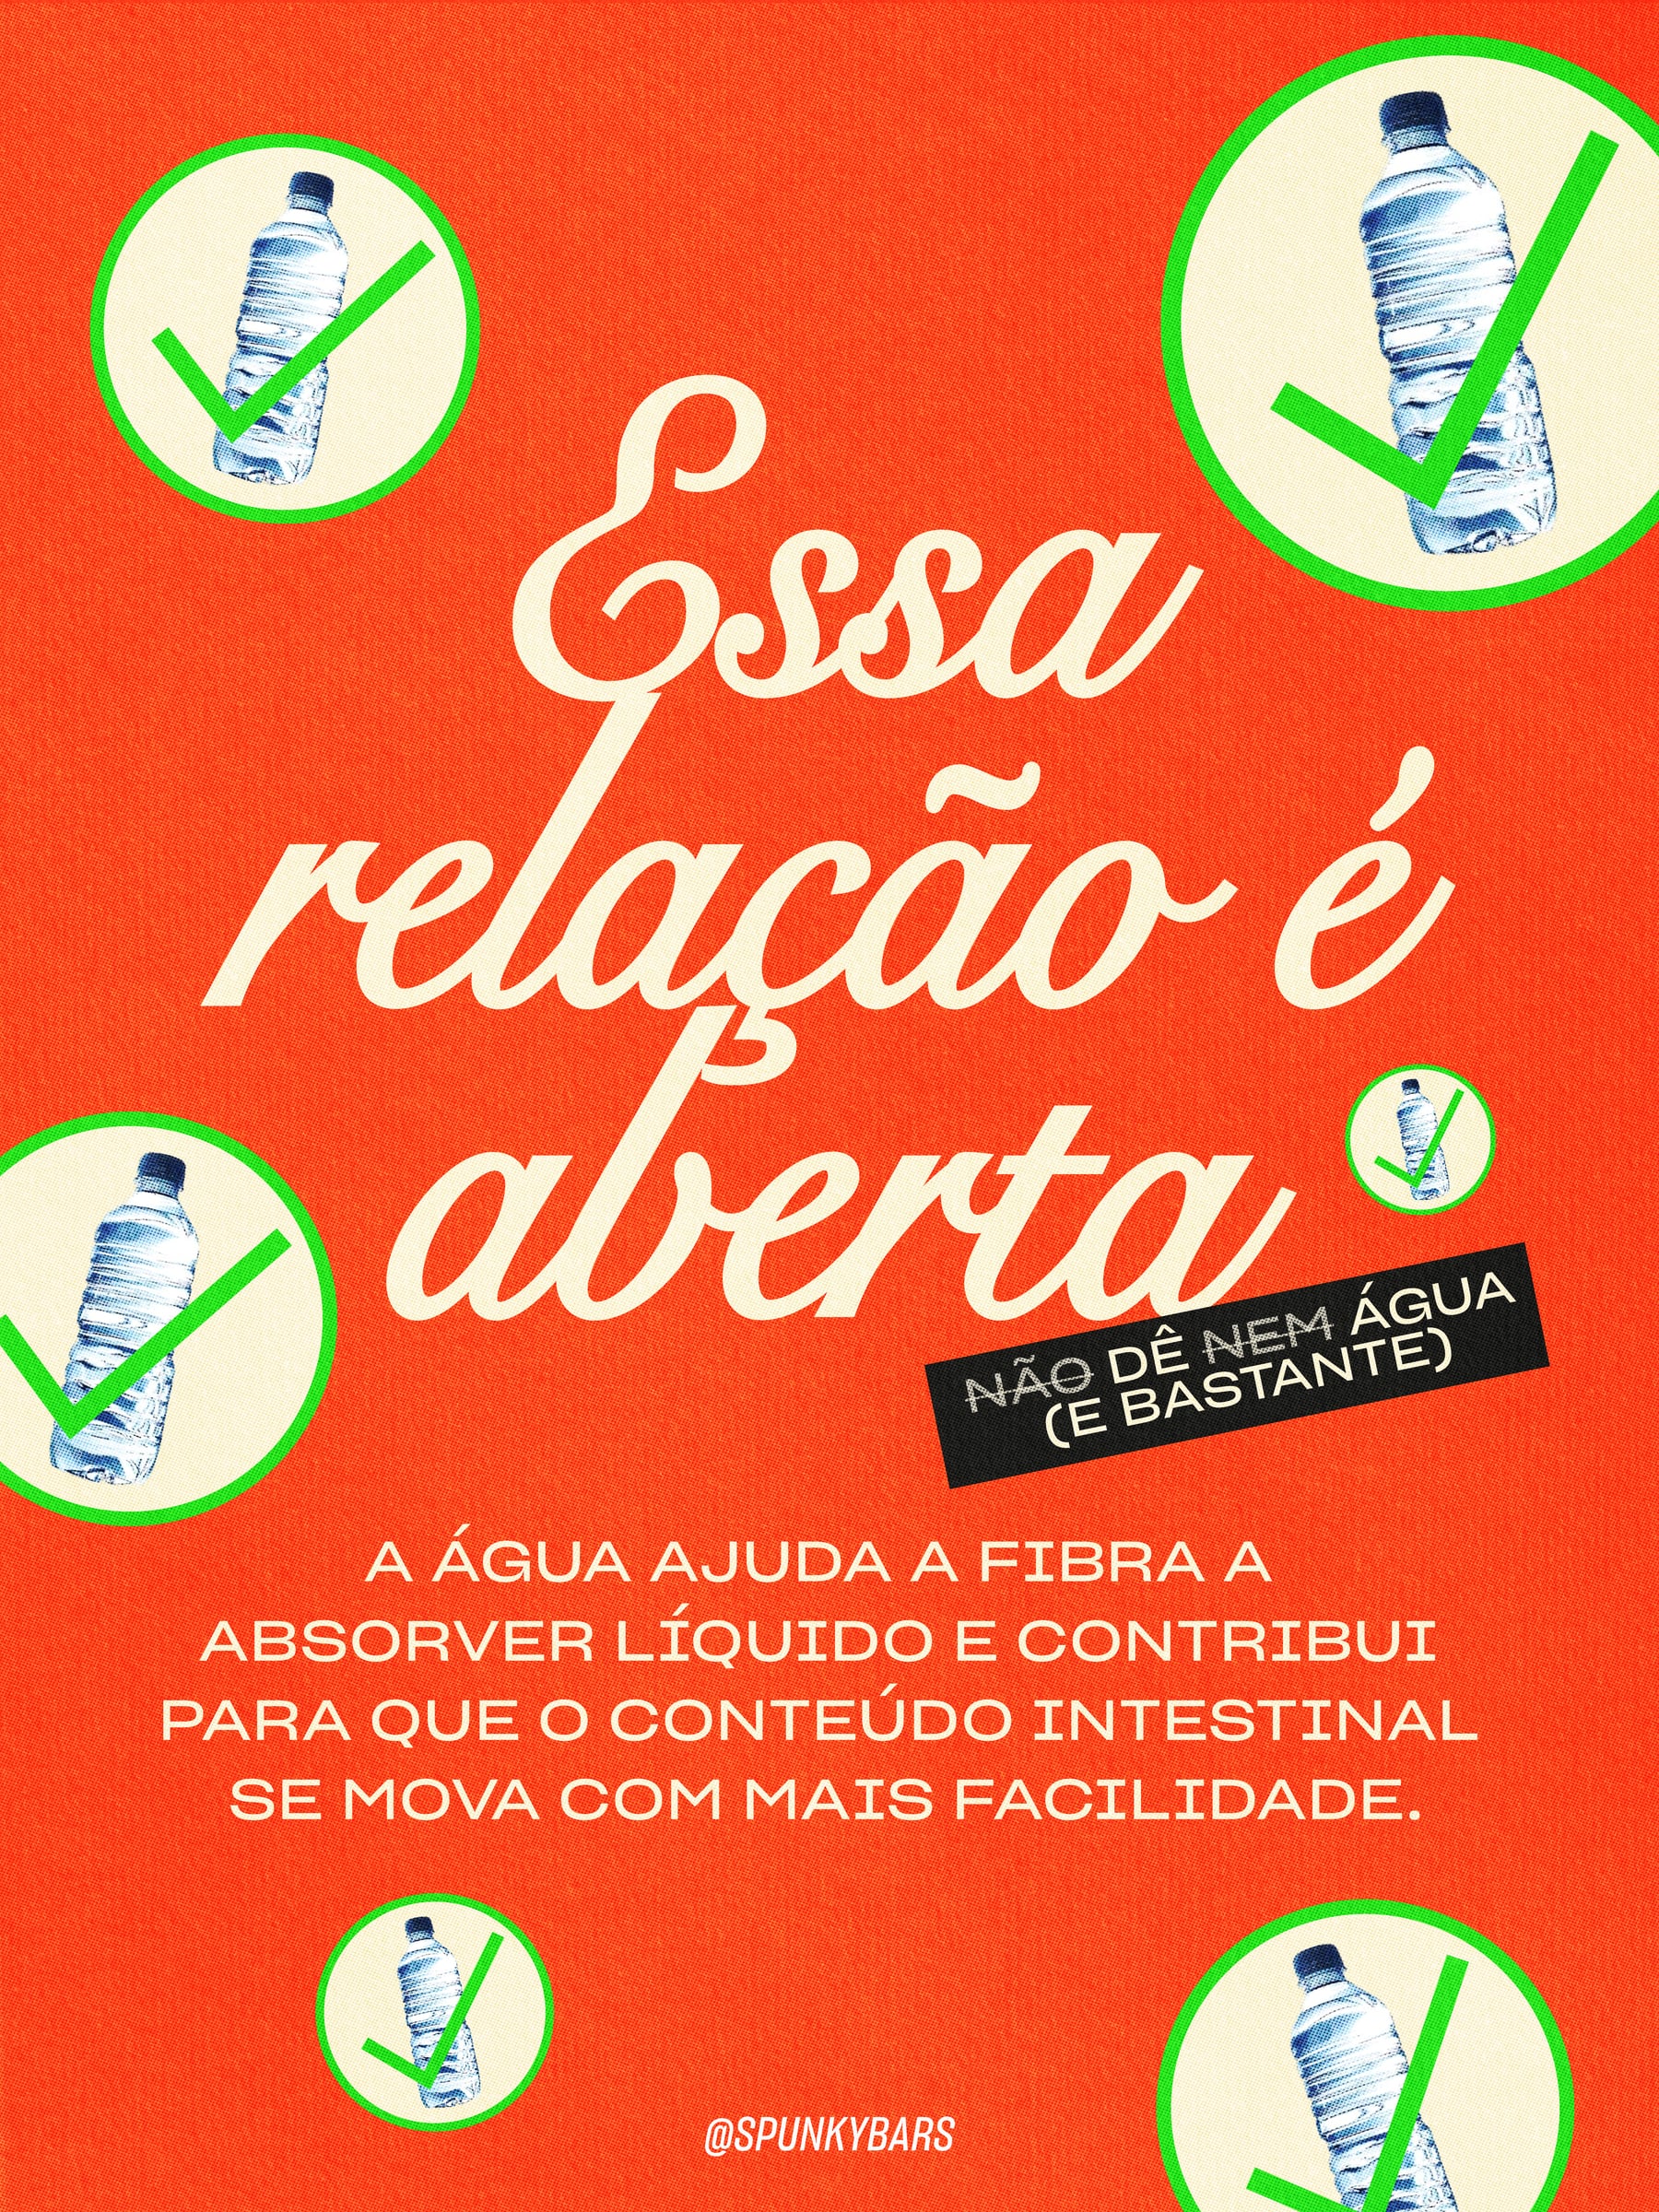 Essa
relação é
aberta
NÃO DÊ NEM ÁGUA
(E BASTANTE)
A ÁGUA AJUDA A FIBRA A
ABSORVER LÍQUIDO E CONTRIBUI
PARA QUE O CONTEÚDO INTESTINAL
SE MOVA COM MAIS FACILIDADE.
@SPUNKYBARS